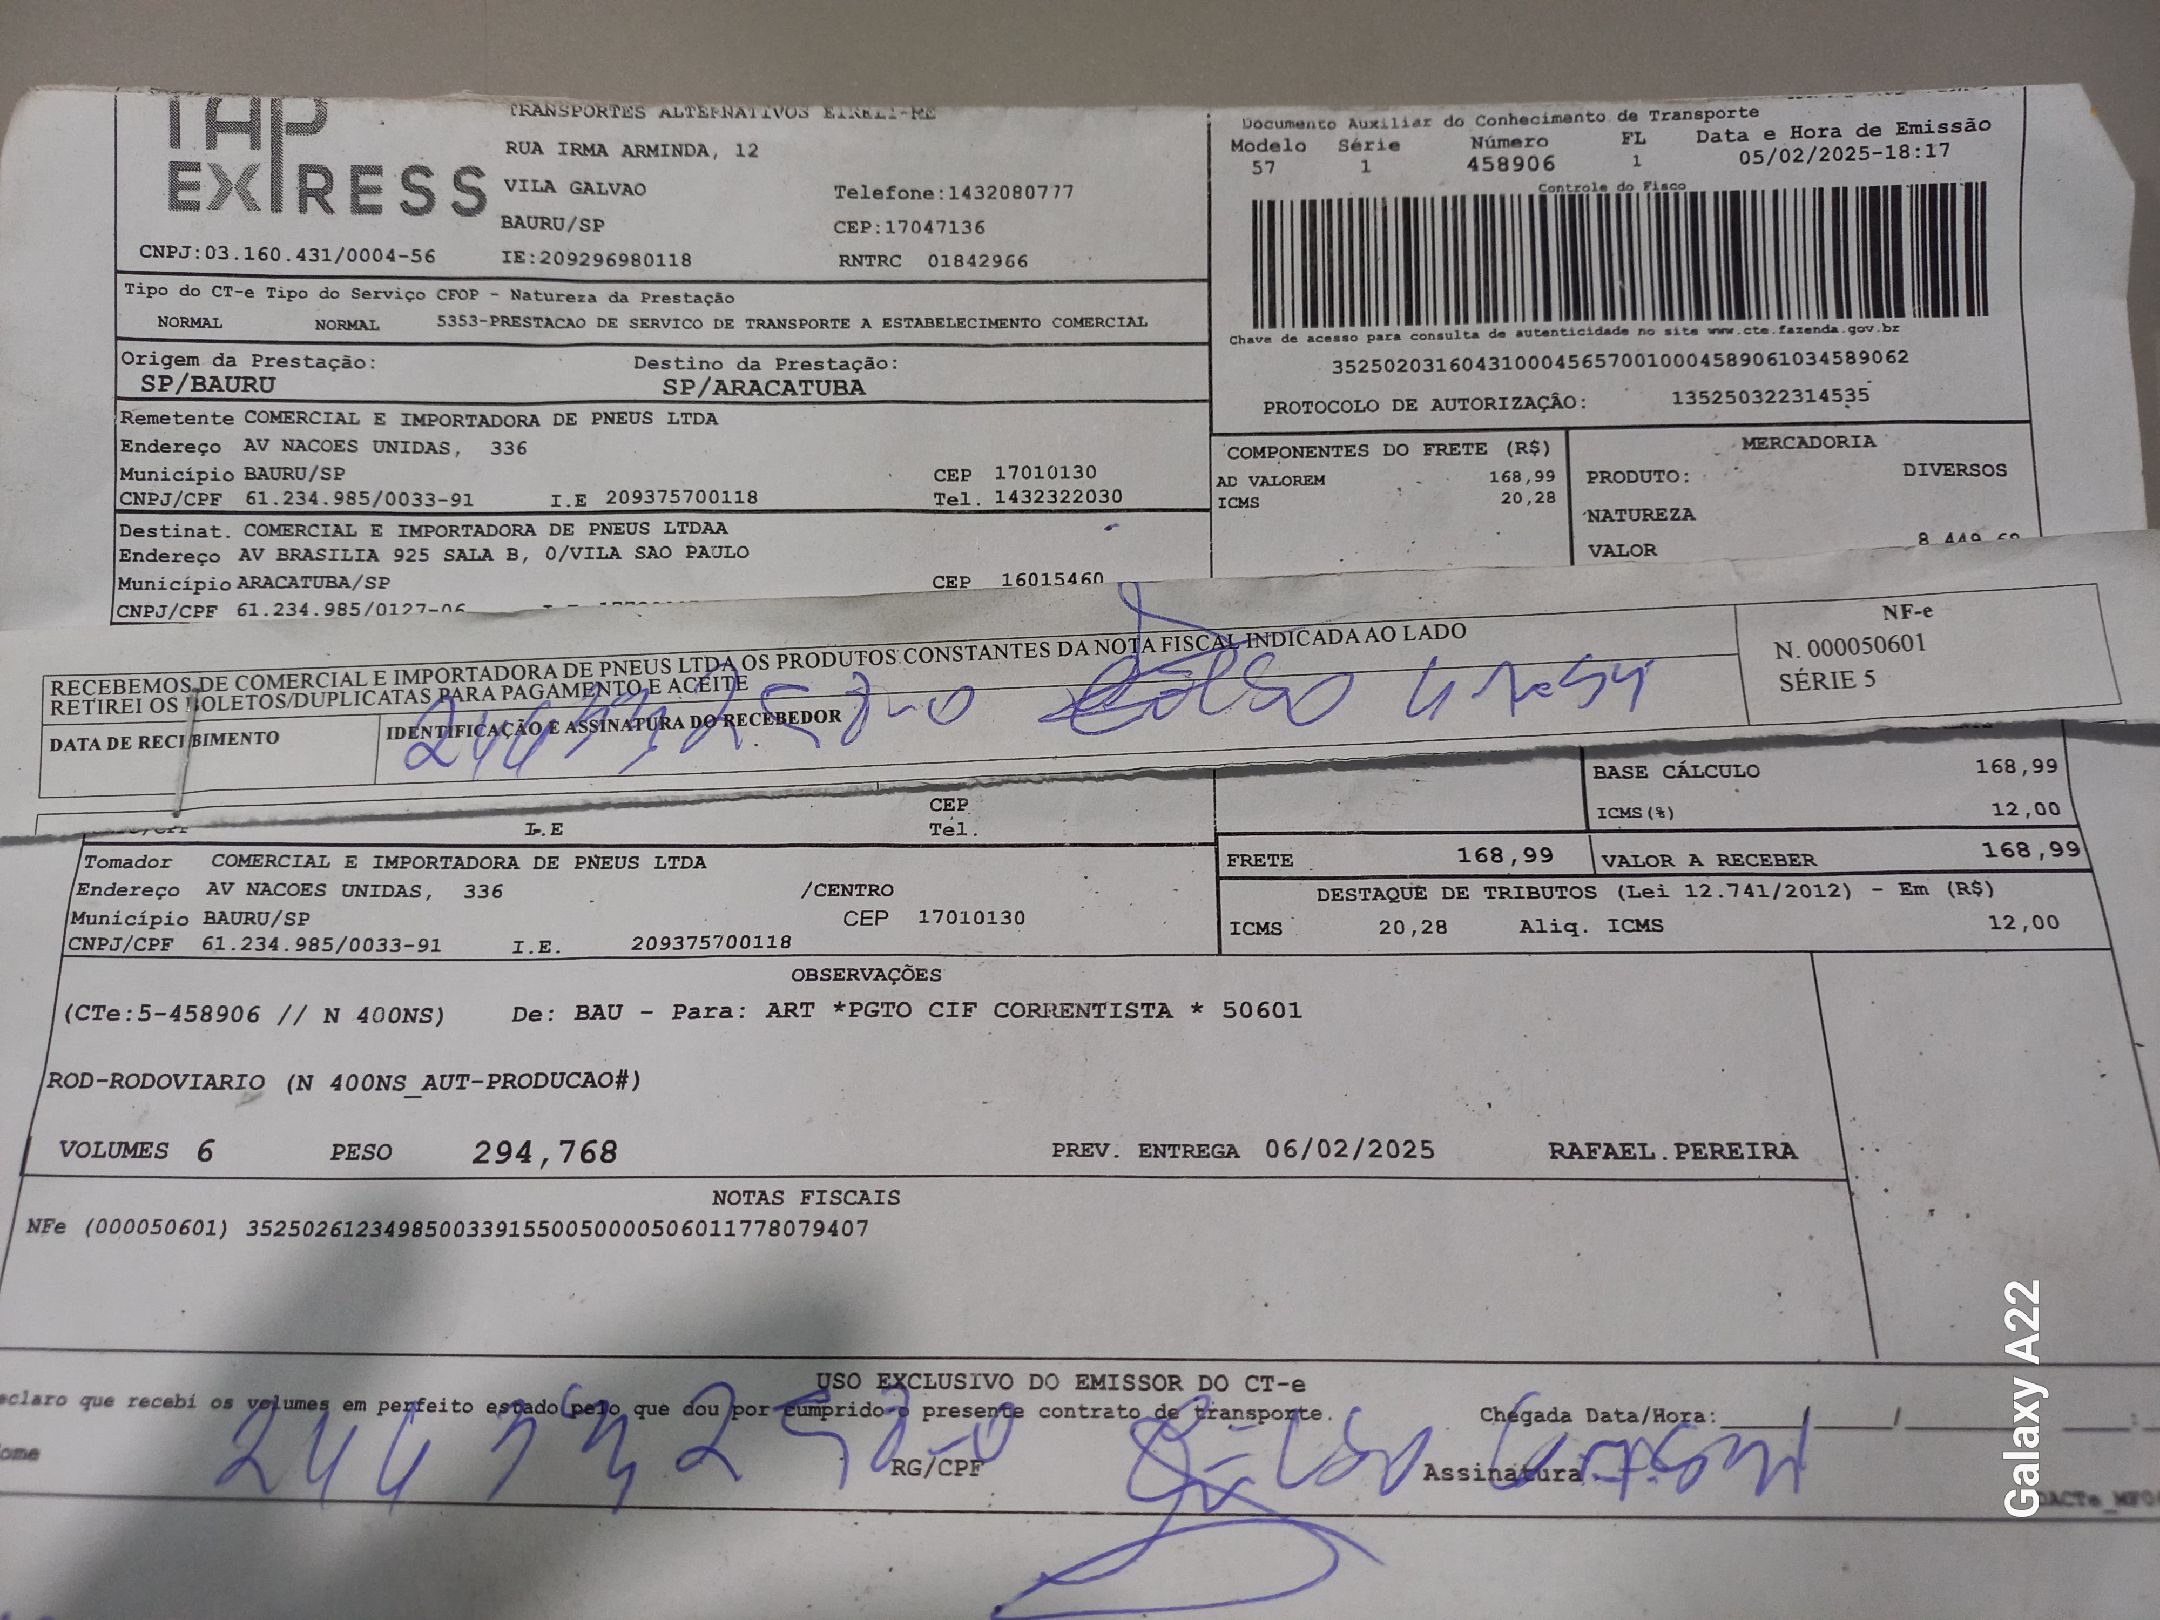 TAP
EXPRESS
TRANSPORTES ALTERNATIVOS EIRELI-ME
RUA IRMA ARMINDA, 12
VILA GALVAO Telefone:1432080777
BAURU/SP CEP:17047136
CNPJ:03.160.431/0004-56 IE:209296980118 RNTRC 01842966
Documento Auxiliar do Conhecimento de Transporte
Modelo Série Número FL Data e Hora de Emissão
57 1 458906 1 05/02/2025-18:17
Controle do Fisco
Chave de acesso para consulta de autenticidade no site www.cte.fazenda.gov.br
35250203160431000456570010004589061034589062
PROTOCOLO DE AUTORIZAÇÃO: 135250322314535
Tipo do CT-e Tipo do Serviço CFOP - Natureza da Prestação
NORMAL NORMAL 5353-PRESTACAO DE SERVICO DE TRANSPORTE A ESTABELECIMENTO COMERCIAL
Origem da Prestação: Destino da Prestação:
SP/BAURU SP/ARACATUBA
Remetente COMERCIAL E IMPORTADORA DE PNEUS LTDA
Endereço AV NACOES UNIDAS, 336
Município BAURU/SP CEP 17010130
CNPJ/CPF 61.234.985/0033-91 I.E 209375700118 Tel. 1432322030
Destinat. COMERCIAL E IMPORTADORA DE PNEUS LTDAA
Endereço AV BRASILIA 925 SALA B, 0/VILA SAO PAULO
Município ARACATUBA/SP CEP 16015460
CNPJ/CPF 61.234.985/0127-06
COMPONENTES DO FRETE (R$)
AD VALOREM 168,99
ICMS 20,28
MERCADORIA
PRODUTO: DIVERSOS
NATUREZA
VALOR
RECEBEMOS DE COMERCIAL E IMPORTADORA DE PNEUS LTDA OS PRODUTOS CONSTANTES DA NOTA FISCAL INDICADA AO LADO
RETIREI OS BOLETOS/DUPLICATAS PARA PAGAMENTO E ACEITE
DATA DE RECEBIMENTO IDENTIFICAÇÃO E ASSINATURA DO RECEBEDOR
NF-e
N. 000050601
SÉRIE 5
BASE CÁLCULO 168,99
ICMS(%) 12,00
I.E CEP
Tel.
FRETE 168,99 VALOR A RECEBER 168,99
DESTAQUE DE TRIBUTOS (Lei 12.741/2012) - Em (R$)
ICMS 20,28 Aliq. ICMS 12,00
Tomador COMERCIAL E IMPORTADORA DE PNEUS LTDA
Endereço AV NACOES UNIDAS, 336 /CENTRO
Município BAURU/SP CEP 17010130
CNPJ/CPF 61.234.985/0033-91 I.E. 209375700118
OBSERVAÇÕES
(CTe:5-458906 // N 400NS) De: BAU - Para: ART *PGTO CIF CORRENTISTA * 50601
ROD-RODOVIARIO (N 400NS_AUT-PRODUCAO#)
VOLUMES 6 PESO 294,768 PREV. ENTREGA 06/02/2025 RAFAEL.PEREIRA
NOTAS FISCAIS
NFe (000050601) 35250261234985003391550050000506011778079407
USO EXCLUSIVO DO EMISSOR DO CT-e
eclaro que recebi os volumes em perfeito estado pelo que dou por cumprido o presente contrato de transporte. Chegada Data/Hora:
ome RG/CPF Assinatura
Galaxy A22